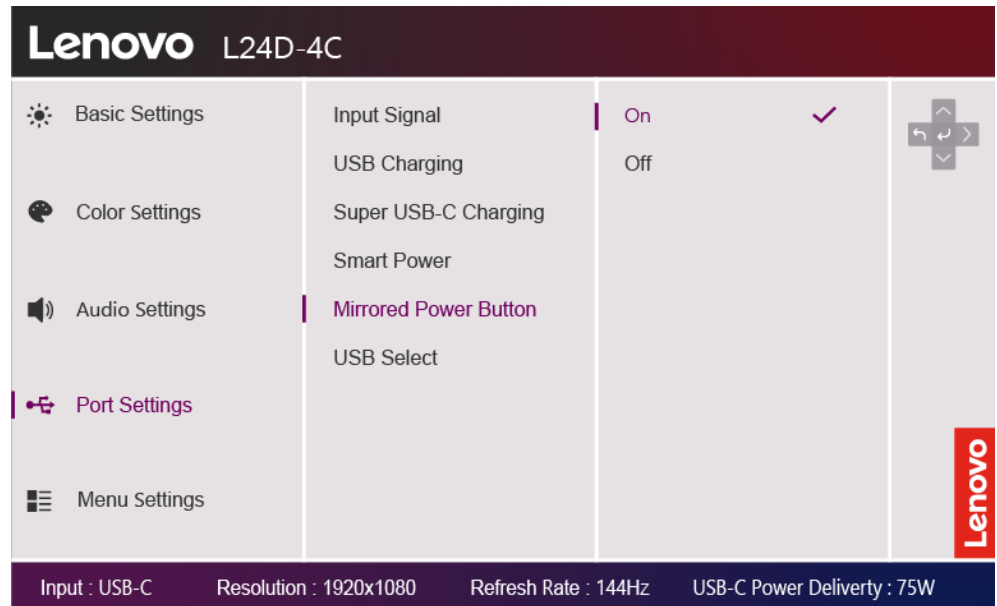 Lenovo L24D-4C
Basic Settings
Color Settings
Audio Settings
Port Settings
Menu Settings
Input Signal
USB Charging
Super USB-C Charging
Smart Power
Mirrored Power Button
USB Select
On
Off
Lenovo
Input : USB-C Resolution : 1920x1080 Refresh Rate : 144Hz USB-C Power Deliverty : 75W